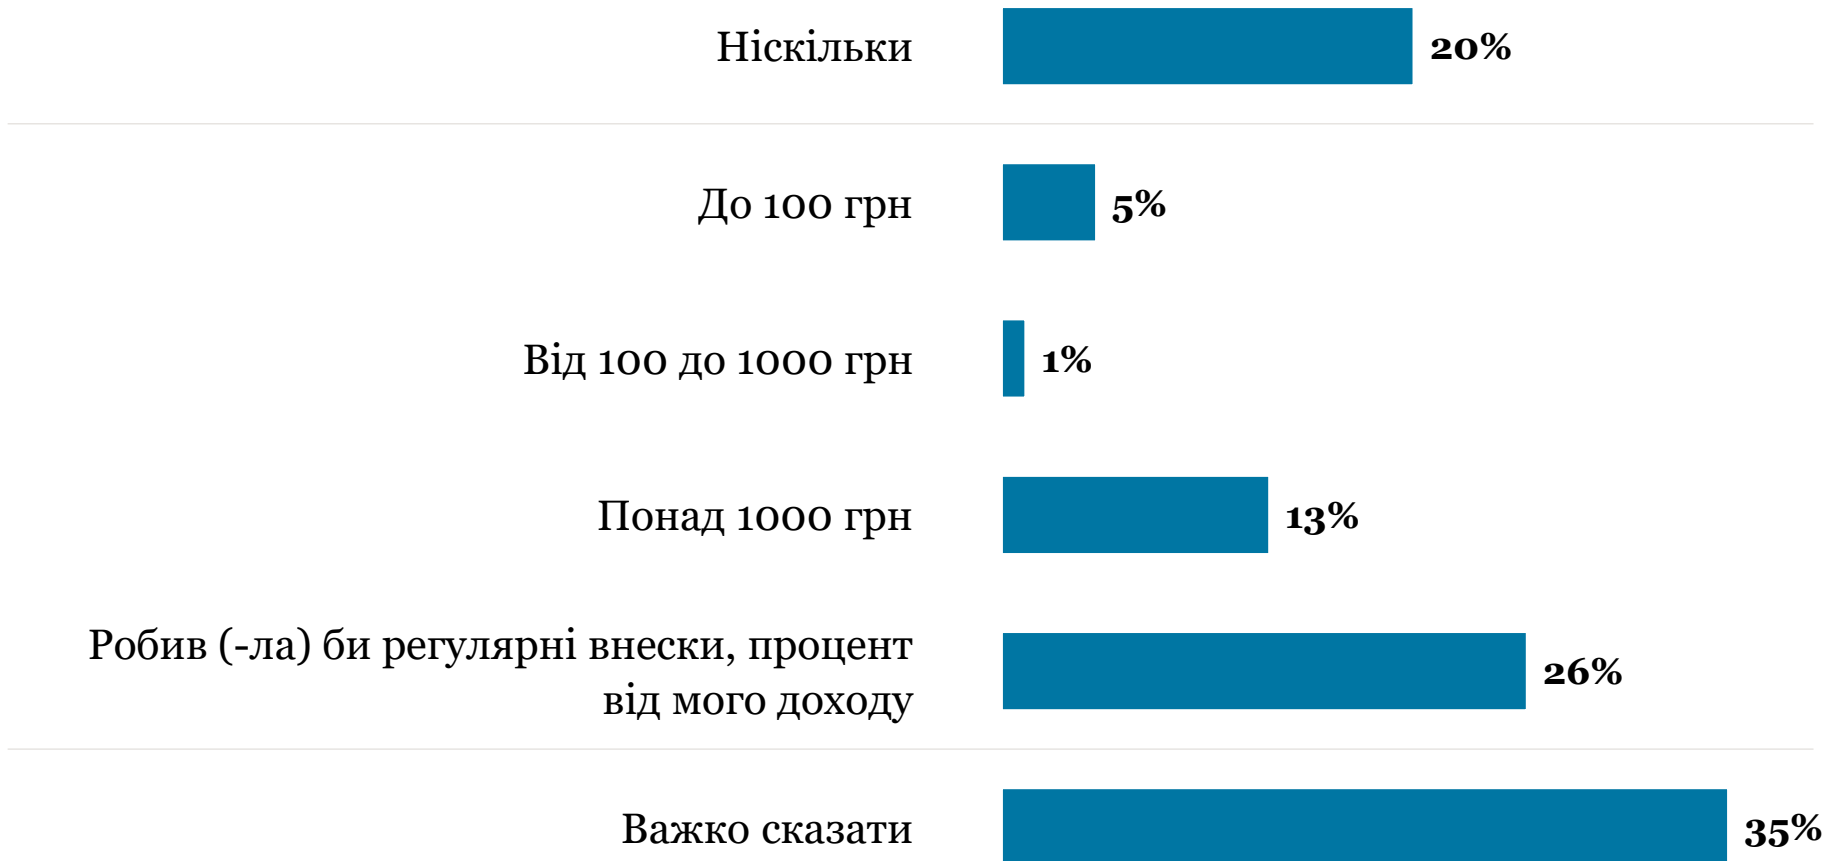 Ніскільки 20%
До 100 грн 5%
Від 100 до 1000 грн 1%
Понад 1000 грн 13%
Робив (-ла) би регулярні внески, процент
від мого доходу 26%
Важко сказати 35%